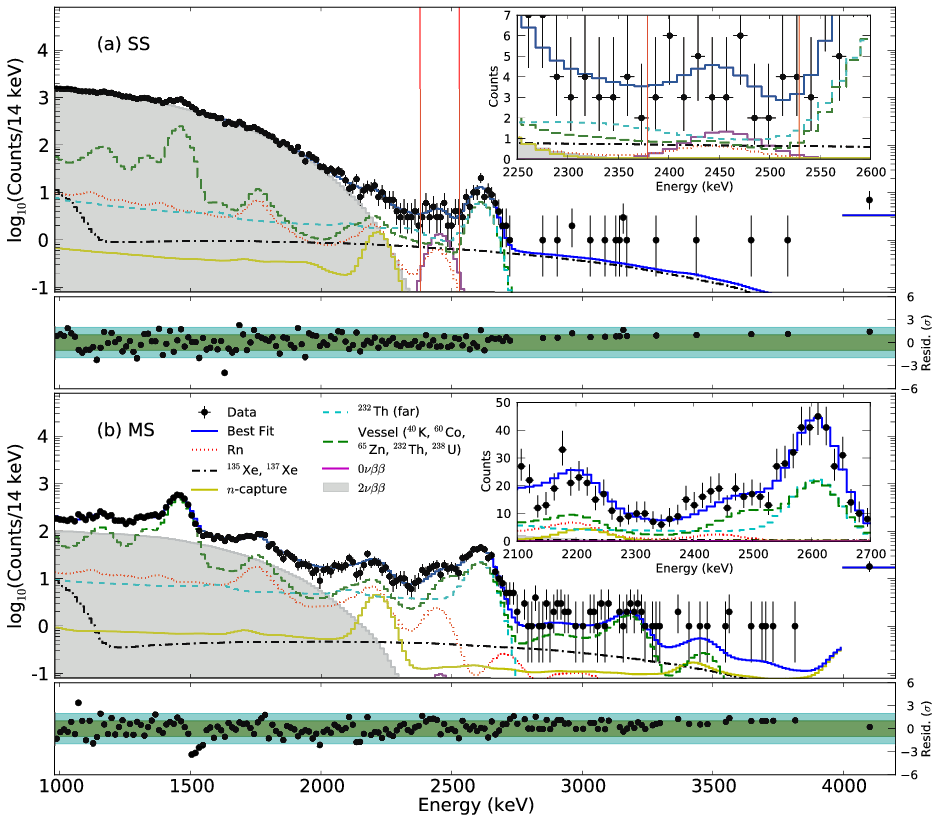 (a) SS
log₁₀(Counts/14 keV)
4
3
2
1
0
-1
Counts
7
6
5
4
3
2
1
0
2250 2300 2350 2400 2450 2500 2550 2600
Energy (keV)
6
3
0
−3
−6
Resid. (σ)
(b) MS
log₁₀(Counts/14 keV)
4
3
2
1
0
-1
Data
Best Fit
Rn
¹³⁵Xe, ¹³⁷Xe
n-capture
²³²Th (far)
Vessel (⁴⁰K, ⁶⁰Co,
⁶⁵Zn, ²³²Th, ²³⁸U)
0νββ
2νββ
Counts
50
40
30
20
10
0
2100 2200 2300 2400 2500 2600 2700
Energy (keV)
6
3
0
−3
−6
Resid. (σ)
1000 1500 2000 2500 3000 3500 4000
Energy (keV)